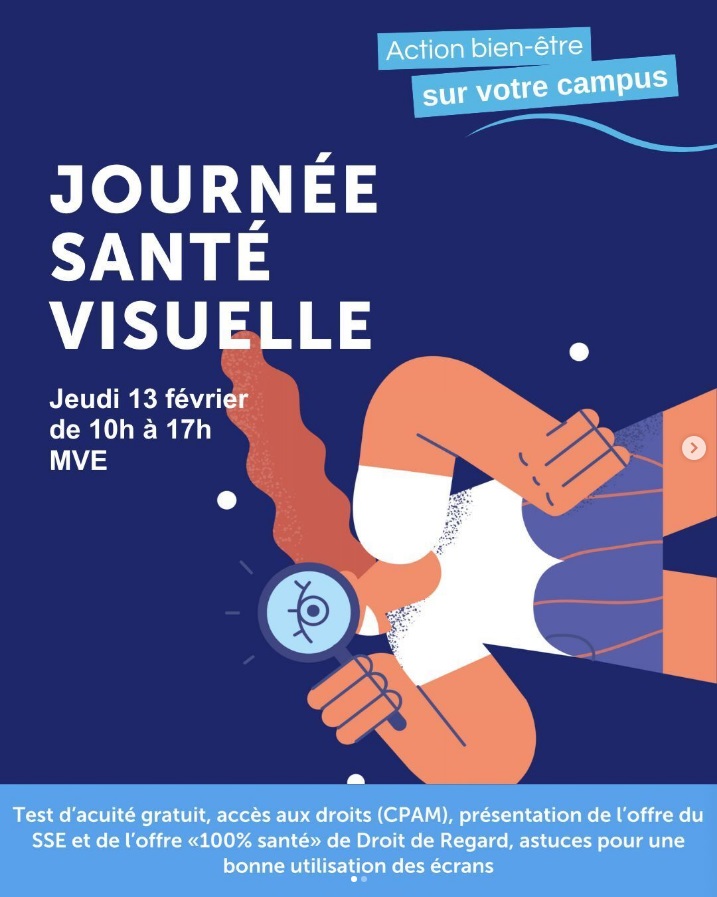 Action bien-être
sur votre campus
JOURNÉE
SANTÉ
VISUELLE
Jeudi 13 février
de 10h à 17h
MVE
Test d’acuité gratuit, accès aux droits (CPAM), présentation de l’offre du
SSE et de l’offre «100% santé» de Droit de Regard, astuces pour une
bonne utilisation des écrans